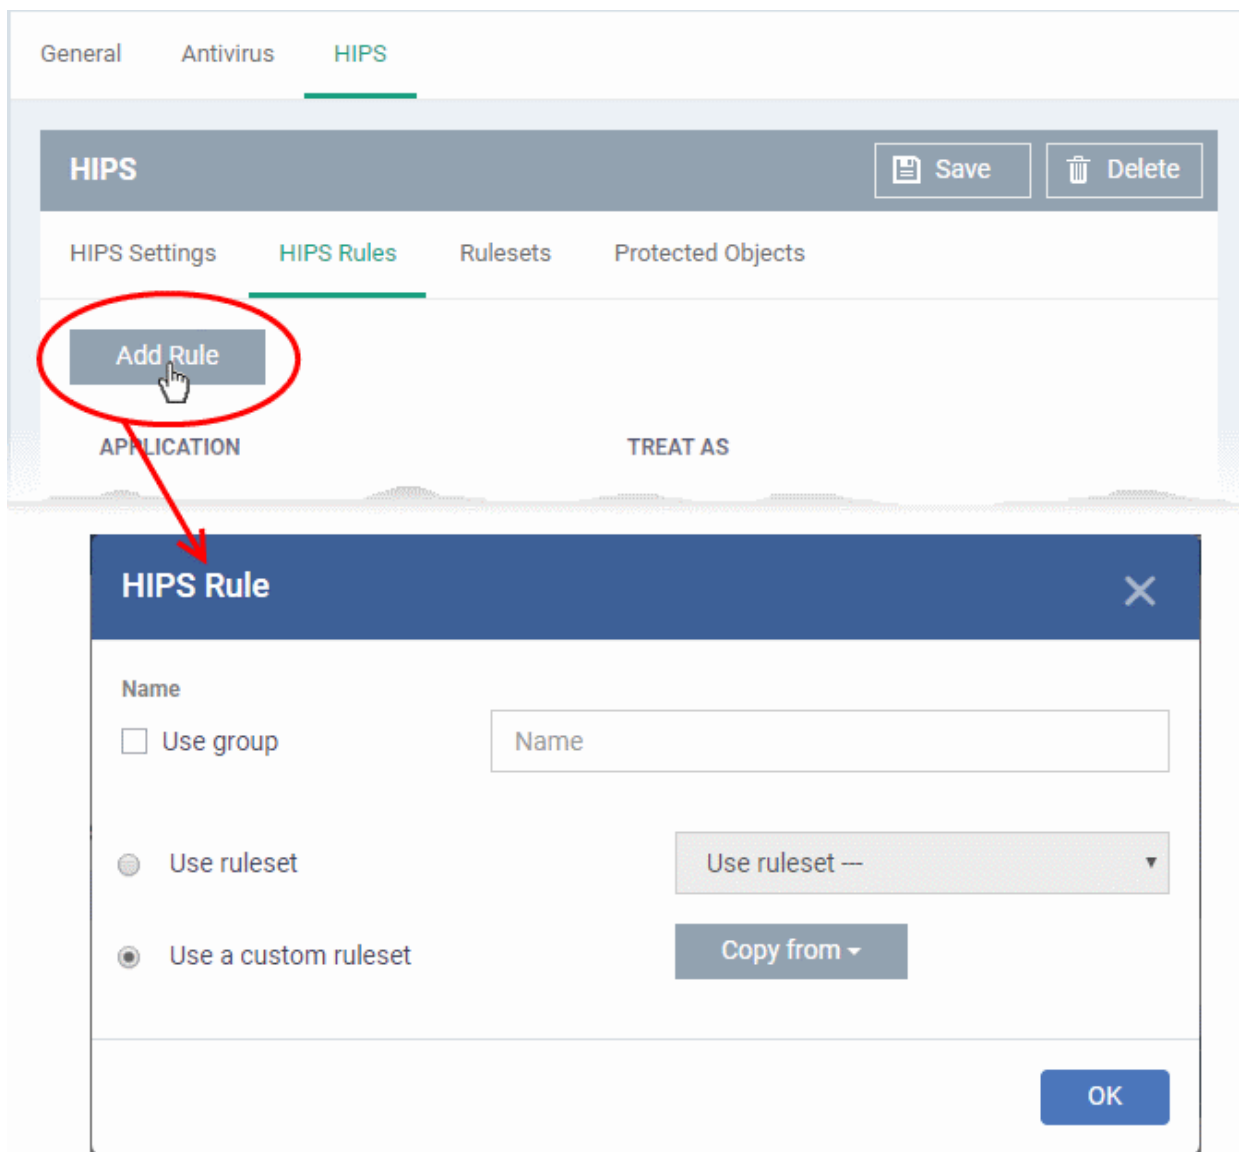 General Antivirus HIPS
HIPS Save Delete
HIPS Settings HIPS Rules Rulesets Protected Objects
Add Rule
APPLICATION TREAT AS
HIPS Rule
Name
Use group Name
Use ruleset Use ruleset ---
Use a custom ruleset Copy from
OK